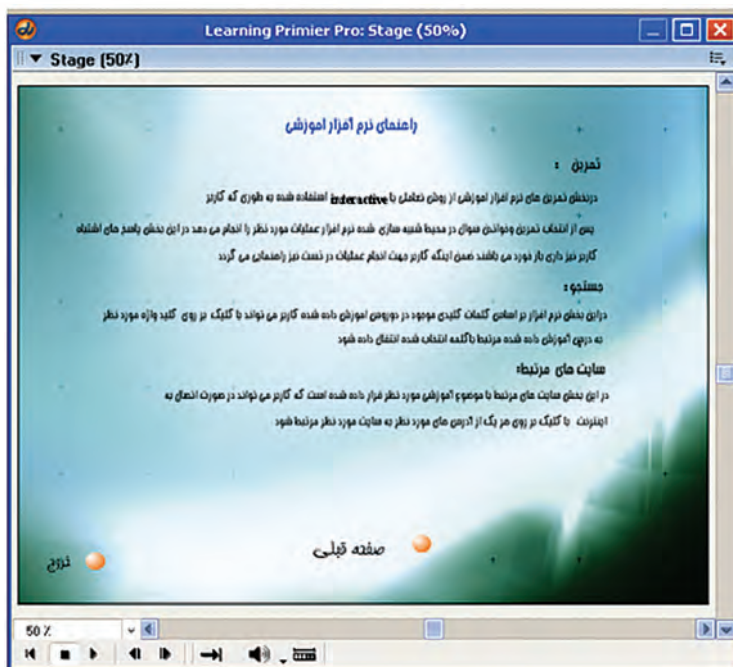 Learning Primier Pro: Stage (50%)
Stage (50%)
راهنمای نرم افزار اموزشی
تمرین :
دربخش تمرین های نرم افزار اموزشی از روش تعاملی یا interactive استفاده شده به طوری که کاربر
پس از انتخاب تمرین وخواندن سوال در محیط شبیه سازی شده نرم افزار عملیات مورد نظر را انجام می دهد در این بخش پاسخ های اشتباه
کاربر نیز داری باز خورد می باشند ضمن اینکه کاربر جهت انجام عملیات در تست نیز راهنمایی می گردد
جستجو:
دراین بخش نرم افزار بر اساس کلمات کلیدی موجود در دوروس اموزش داده شده کاربر می تواند با کلیک بر روی کلید واژه مورد نظر
به درس آموزش داده شده مرتبط باکلمه انتخاب شده انتقال داده شود
سایت های مرتبط:
در این بخش سایت های مرتبط با موضوع آموزشی مورد نظر قرار داده شده است که کاربر می تواند در صورت اتصال به
اینترنت با کلیک بر روی هر یک از آدرس های مورد نظر به سایت مورد نظر مرتبط شود
صفحه قبلی
خروج
50 %